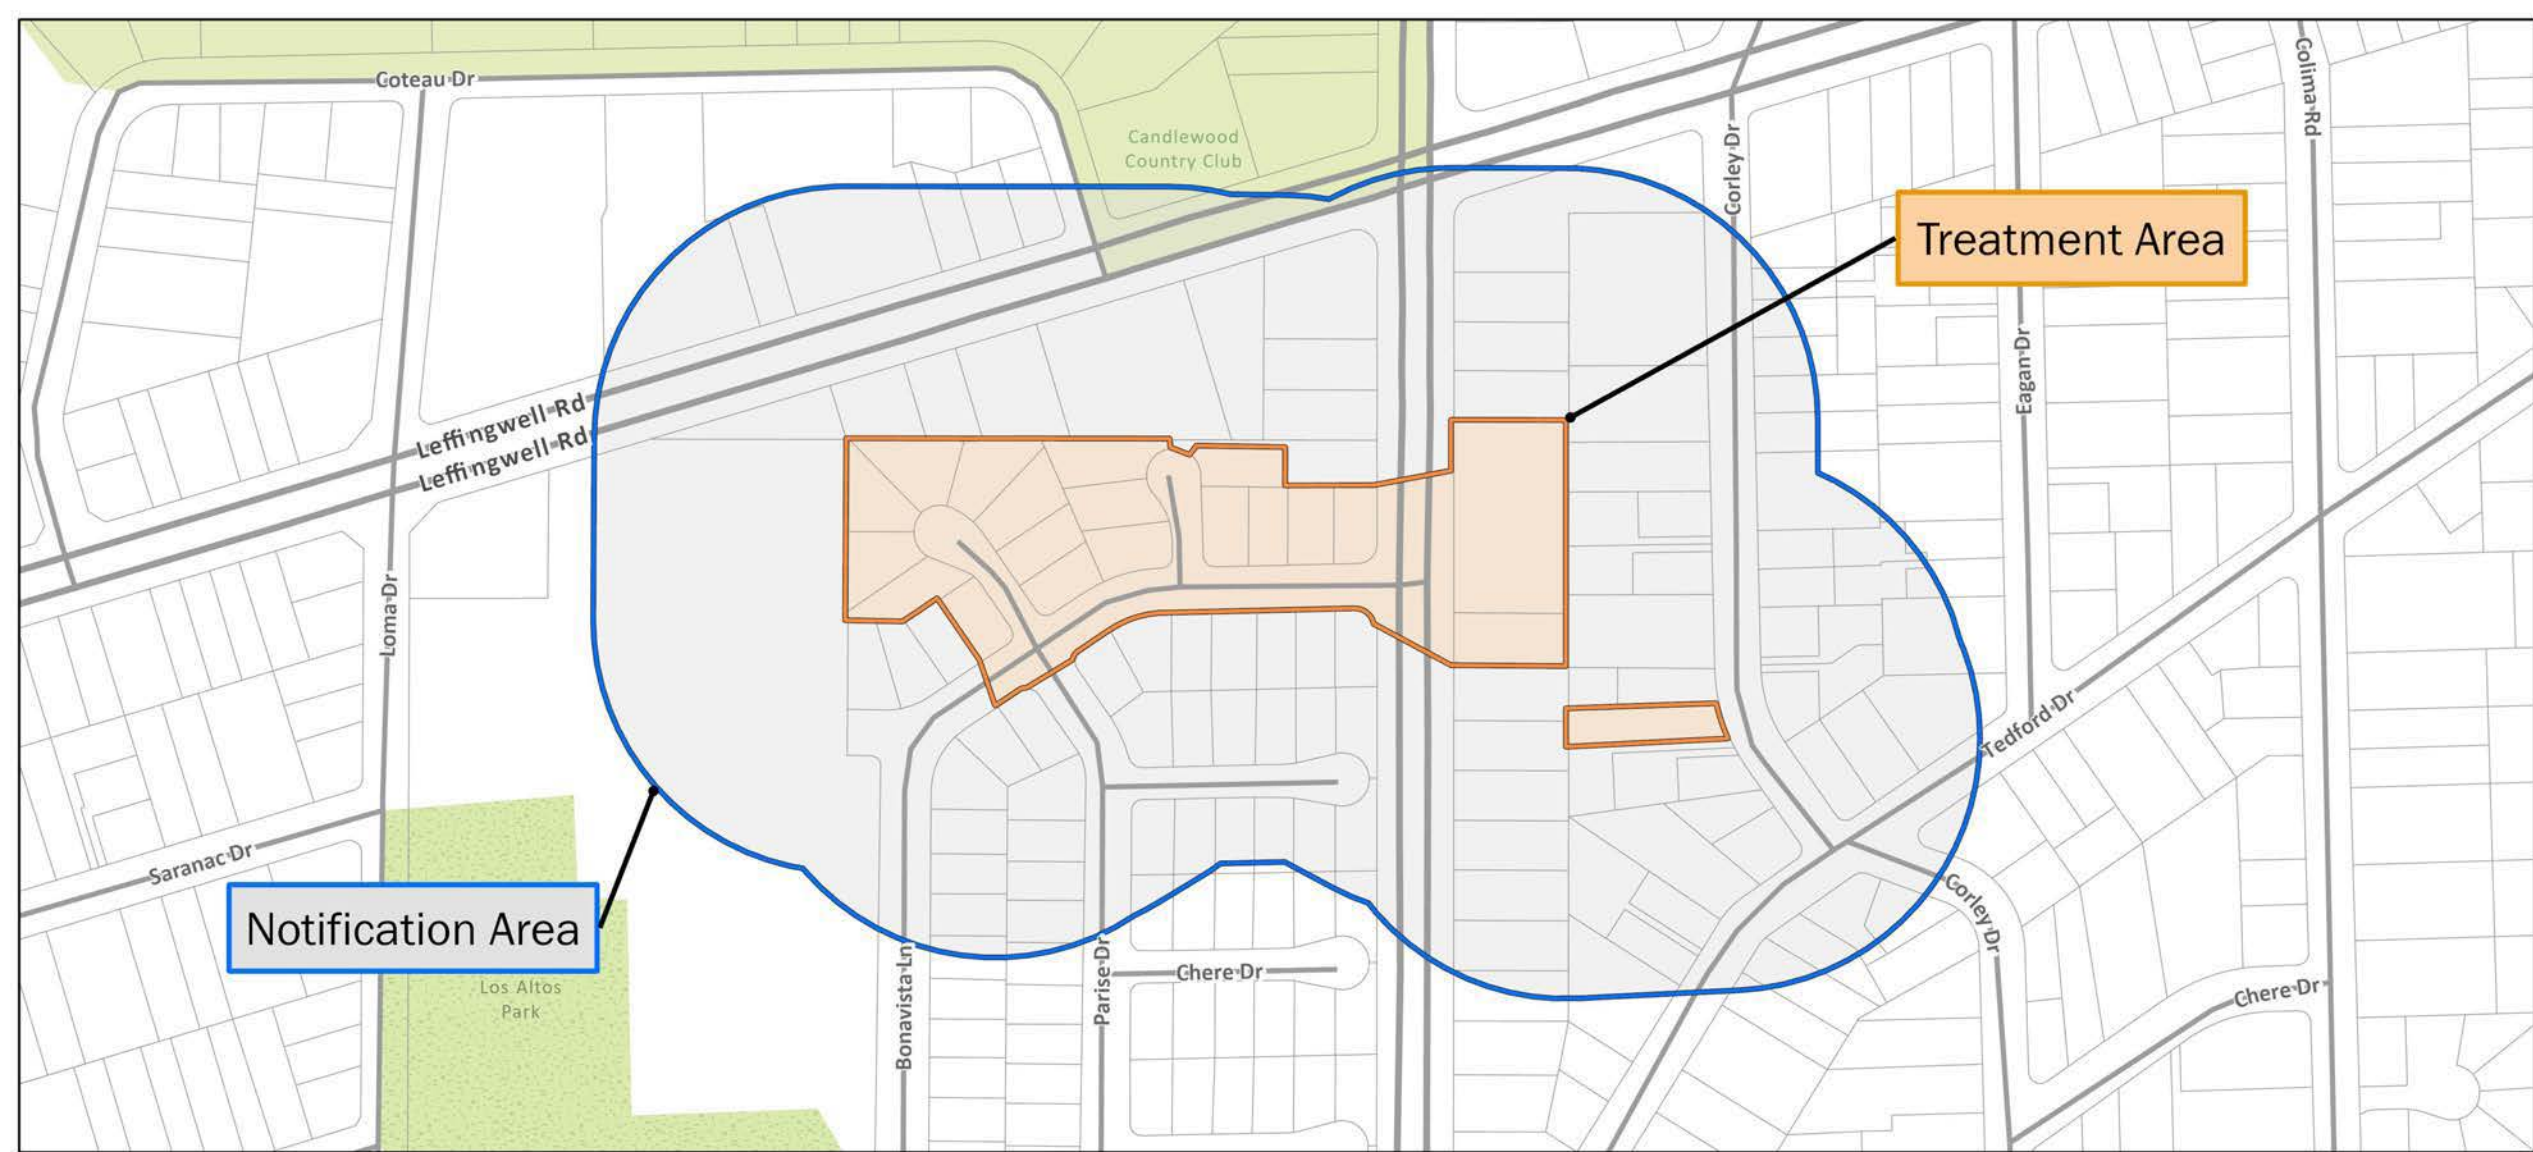 Coteau Dr
Candlewood
Country Club
Corley Dr
Colima Rd
Treatment Area
Eagan Dr
Leffingwell Rd
Leffingwell Rd
Loma Dr
Tedford Dr
Saranac Dr
Notification Area
Corley Dr
Los Altos
Park
Bonavista Ln
Parise Dr
Chere Dr
Chere Dr